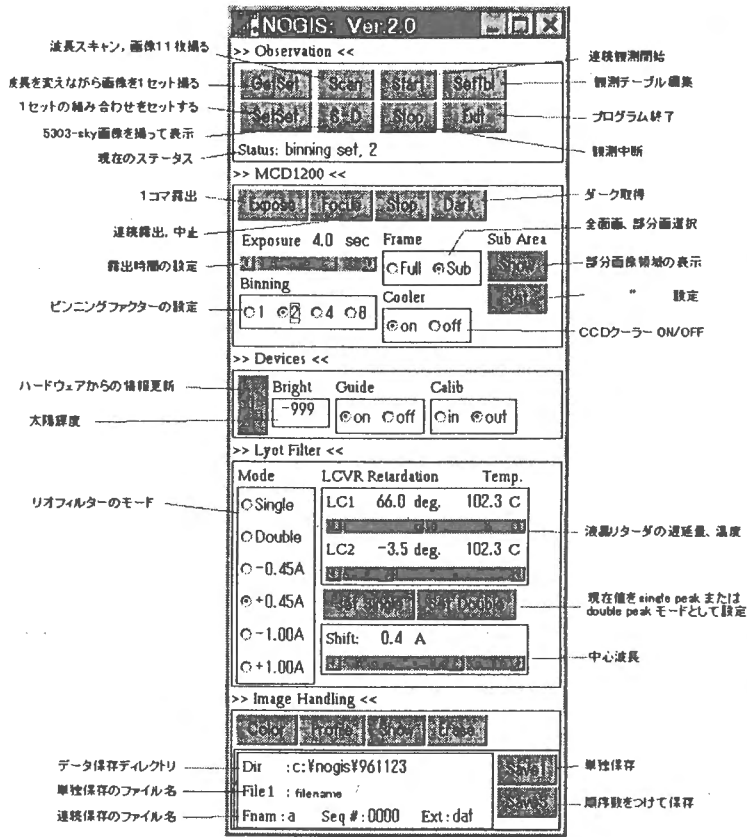 NOGIS: Ver.2.0
>> Observation <<
波長スキャン,画像11枚撮る
連続観測開始
GetSet Scan Start SetTbl
波長を変えながら画像を1セット撮る
観測テーブル編集
1セットの組み合わせをセットする
SetSet S-D Stop Exit
プログラム終了
5303-sky画像を撮って表示
観測中断
現在のステータス
Status: binning set, 2
>> MCD1200 <<
1コマ露出
Expose Focus Stop Dark
ダーク取得
連続露出,中止
全画面、部分画選択
Exposure 4.0 sec Frame Sub Area
露出時間の設定
Full Sub
Show
部分画像領域の表示
Binning
Cooler
Set
” 設定
ビンニングファクターの設定
1 2 4 8
on off
CCDクーラー ON/OFF
>> Devices <<
ハードウェアからの情報更新
Bright Guide Calib
太陽輝度
-999
on off
in out
>> Lyot Filter <<
Mode LCVR Retardation Temp.
リオフィルターのモード
Single
LC1 66.0 deg. 102.3 C
Double
液晶リターダの遅延量、温度
LC2 -3.5 deg. 102.3 C
-0.45A
+0.45A
Set Single Set Double
現在値をsingle peak または
double peak モードとして設定
-1.00A
Shift: 0.4 A
中心波長
+1.00A
>> Image Handling <<
Color Profile Show Erase
データ保存ディレクトリ
Dir :c:¥nogis¥961123
Save1
単独保存
単独保存のファイル名
File1 : filename
SaveS
順序数をつけて保存
連続保存のファイル名
Fnam:a Seq #:0000 Ext:dat